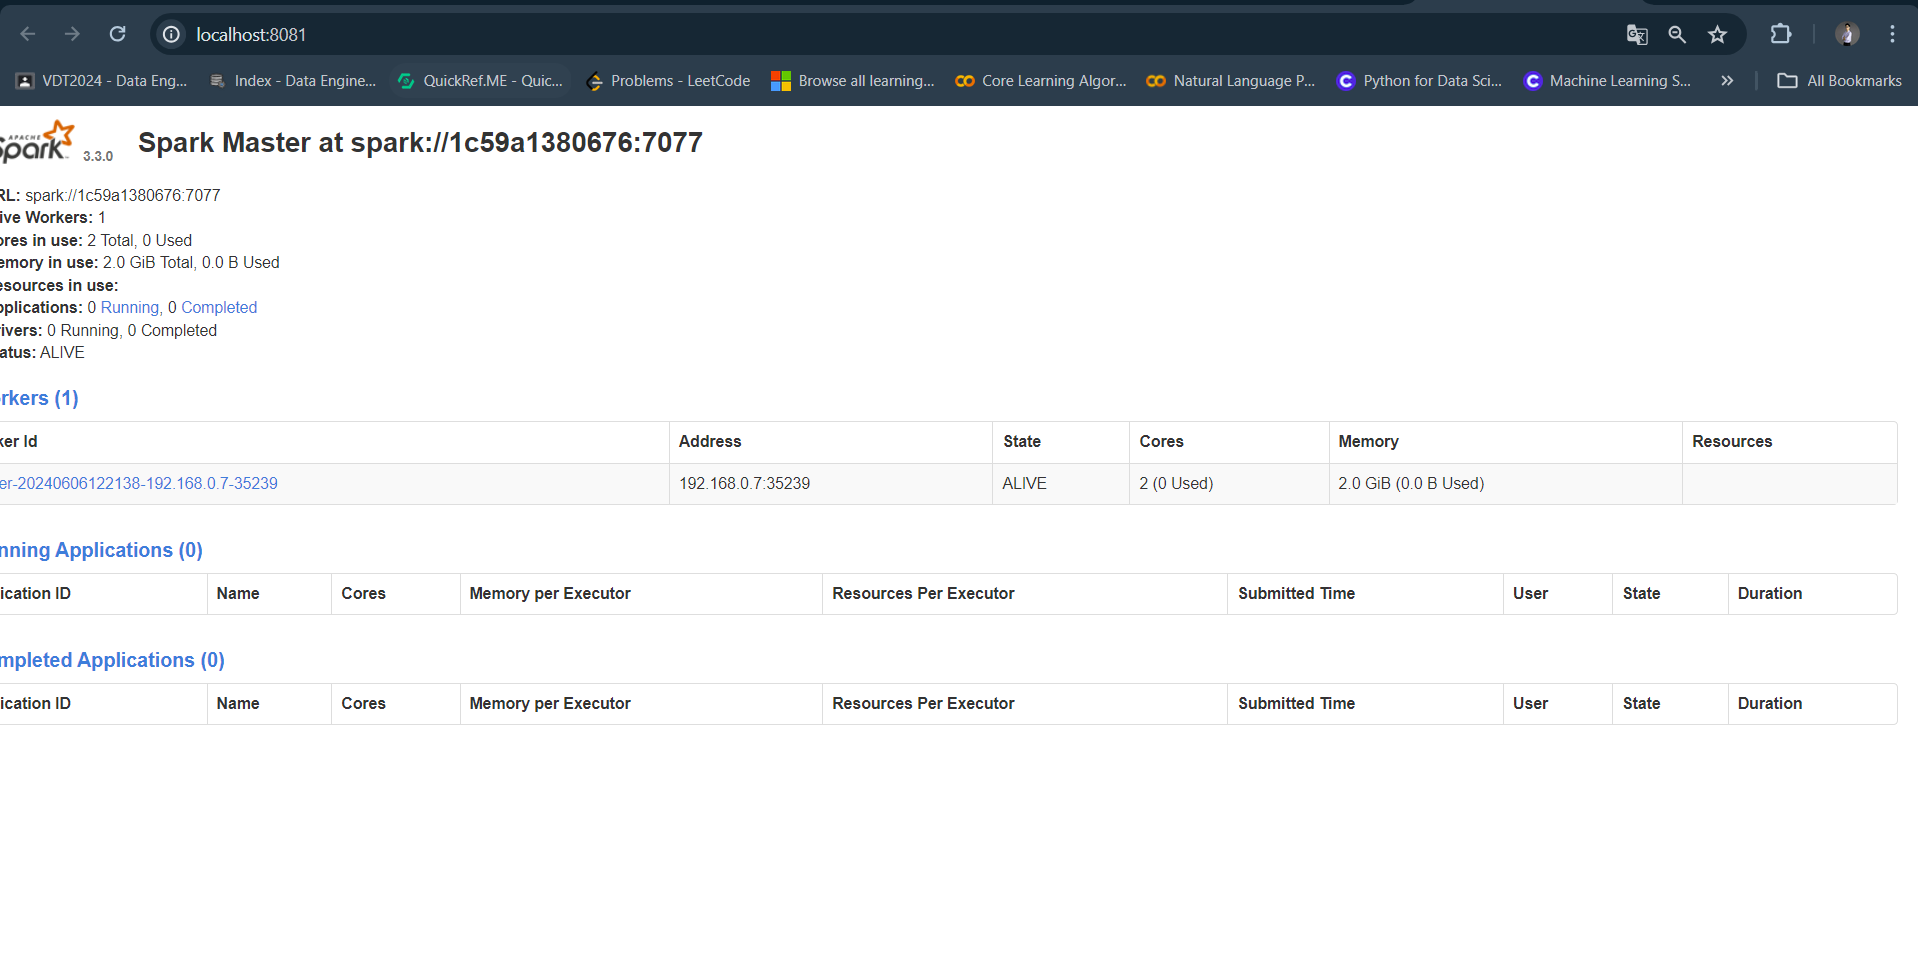 localhost:8081
VDT2024 - Data Eng... Index - Data Engine... QuickRef.ME - Quic... Problems - LeetCode Browse all learning... Core Learning Algor... Natural Language P... Python for Data Sci... Machine Learning S... » All Bookmarks
APACHE
Spark 3.3.0 Spark Master at spark://1c59a1380676:7077
RL: spark://1c59a1380676:7077
ive Workers: 1
ores in use: 2 Total, 0 Used
emory in use: 2.0 GiB Total, 0.0 B Used
esources in use:
pplications: 0 Running, 0 Completed
ivers: 0 Running, 0 Completed
atus: ALIVE
rkers (1)
ker Id Address State Cores Memory Resources
er-20240606122138-192.168.0.7-35239 192.168.0.7:35239 ALIVE 2 (0 Used) 2.0 GiB (0.0 B Used)
nning Applications (0)
ication ID Name Cores Memory per Executor Resources Per Executor Submitted Time User State Duration
mpleted Applications (0)
ication ID Name Cores Memory per Executor Resources Per Executor Submitted Time User State Duration